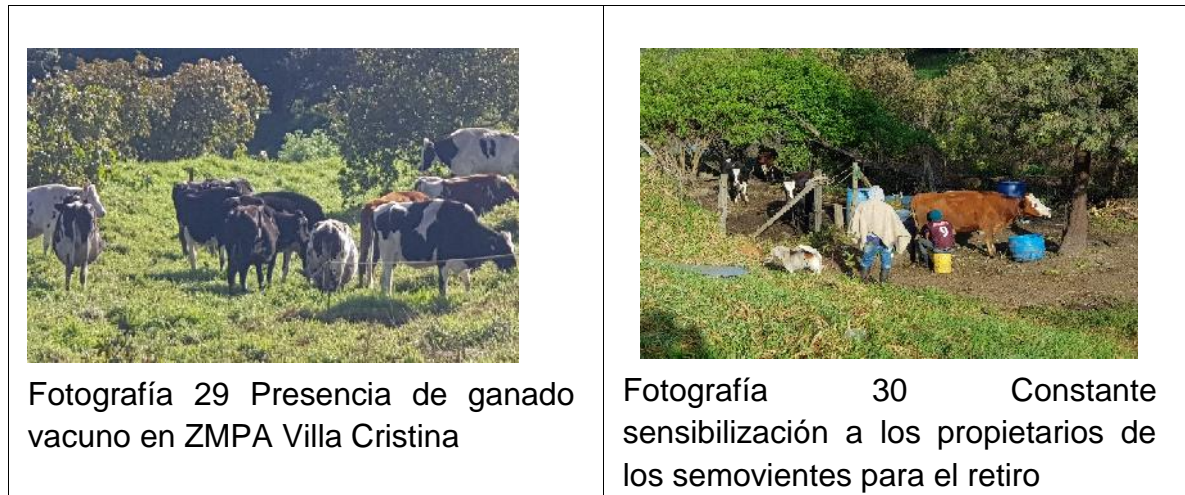 Fotografía 29 Presencia de ganado
vacuno en ZMPA Villa Cristina
Fotografía 30 Constante
sensibilización a los propietarios de
los semovientes para el retiro
9